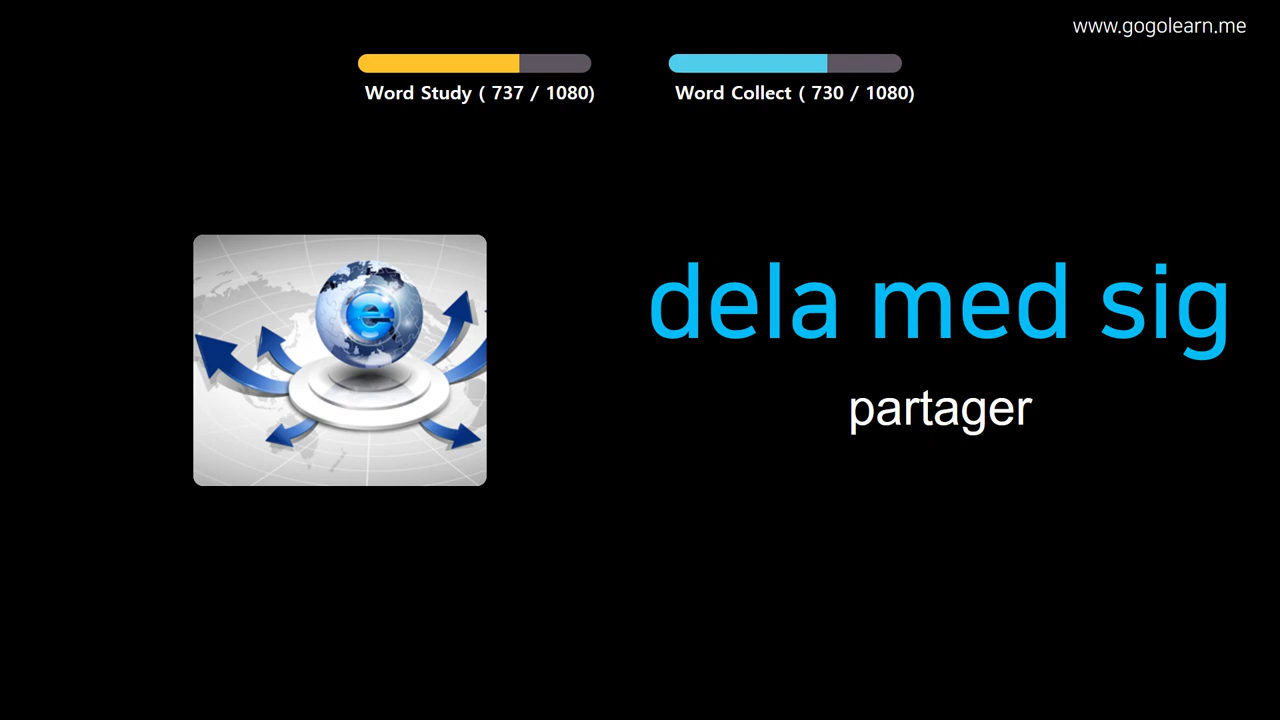 www.gogolearn.me
Word Study ( 737 / 1080)
Word Collect ( 730 / 1080)
e
dela med sig
partager